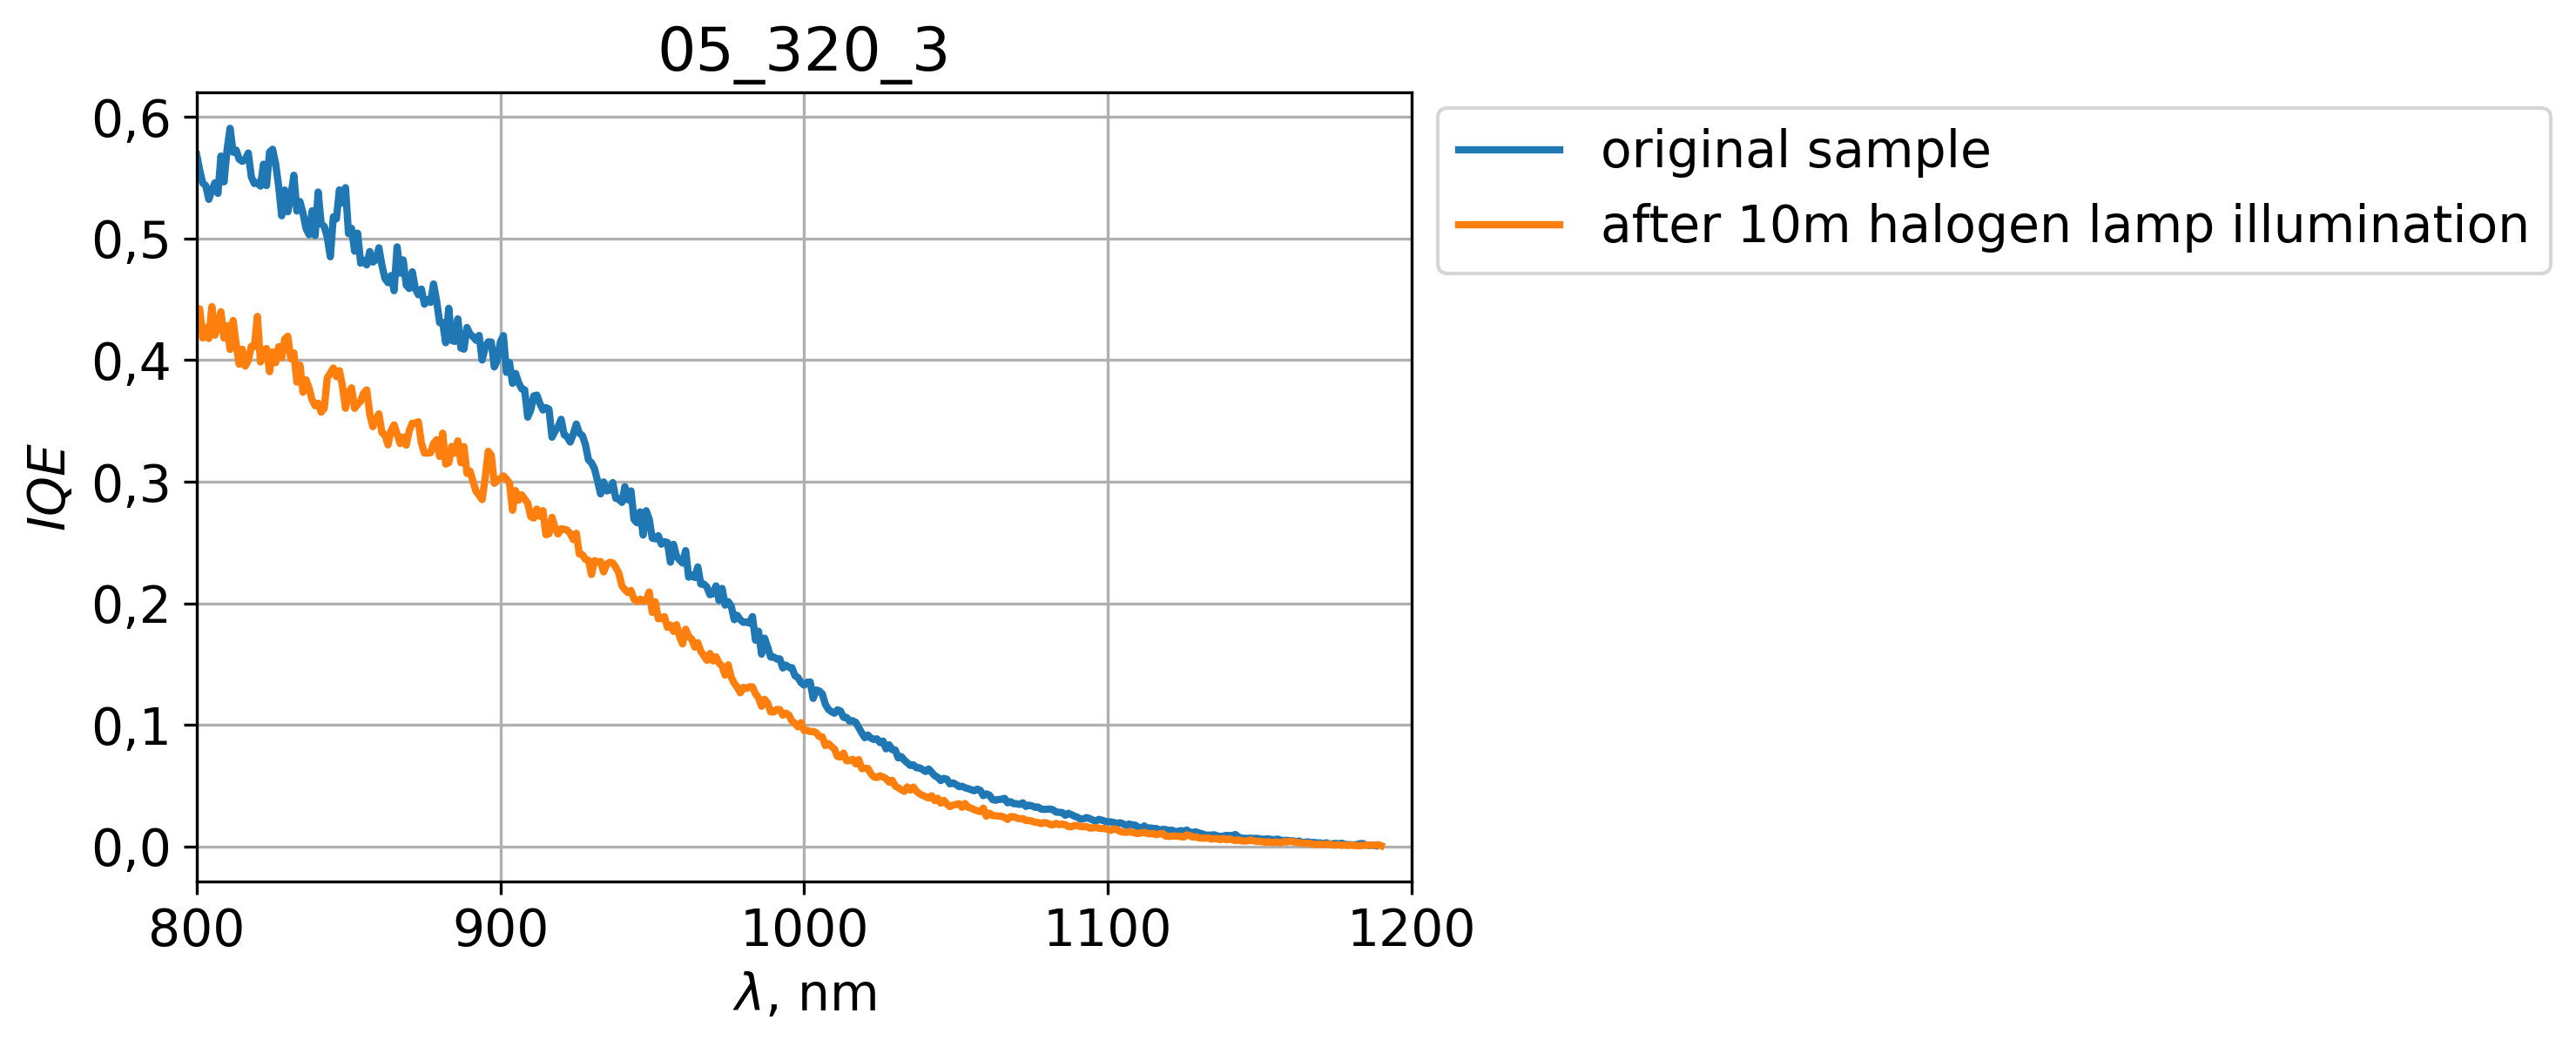 05_320_3
original sample
after 10m halogen lamp illumination
IQE
0,6
0,5
0,4
0,3
0,2
0,1
0,0
800 900 1000 1100 1200
λ, nm